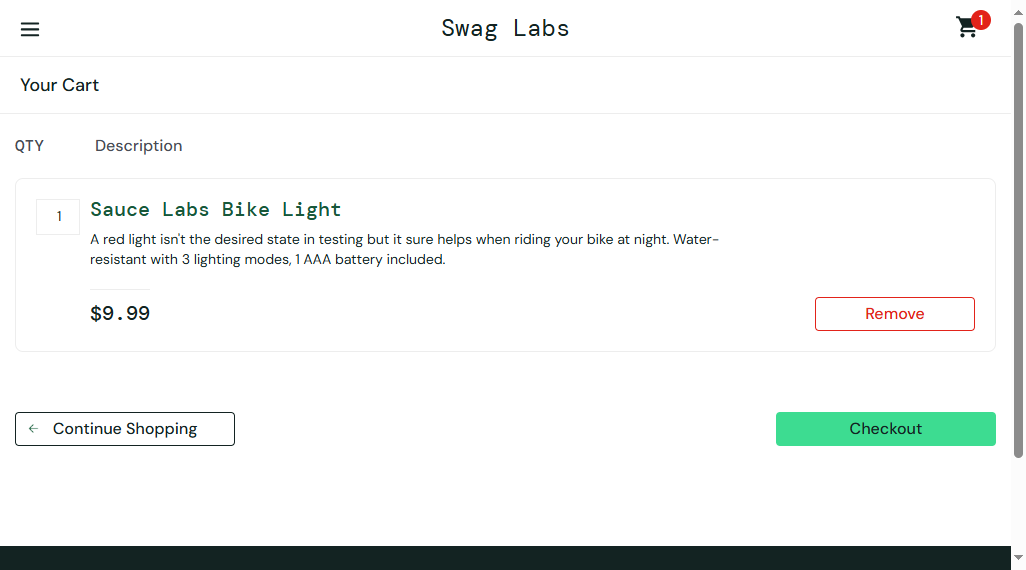 Swag Labs
1
Your Cart
QTY Description
1
Sauce Labs Bike Light
A red light isn't the desired state in testing but it sure helps when riding your bike at night. Water-
resistant with 3 lighting modes, 1 AAA battery included.
$9.99
Remove
Continue Shopping
Checkout